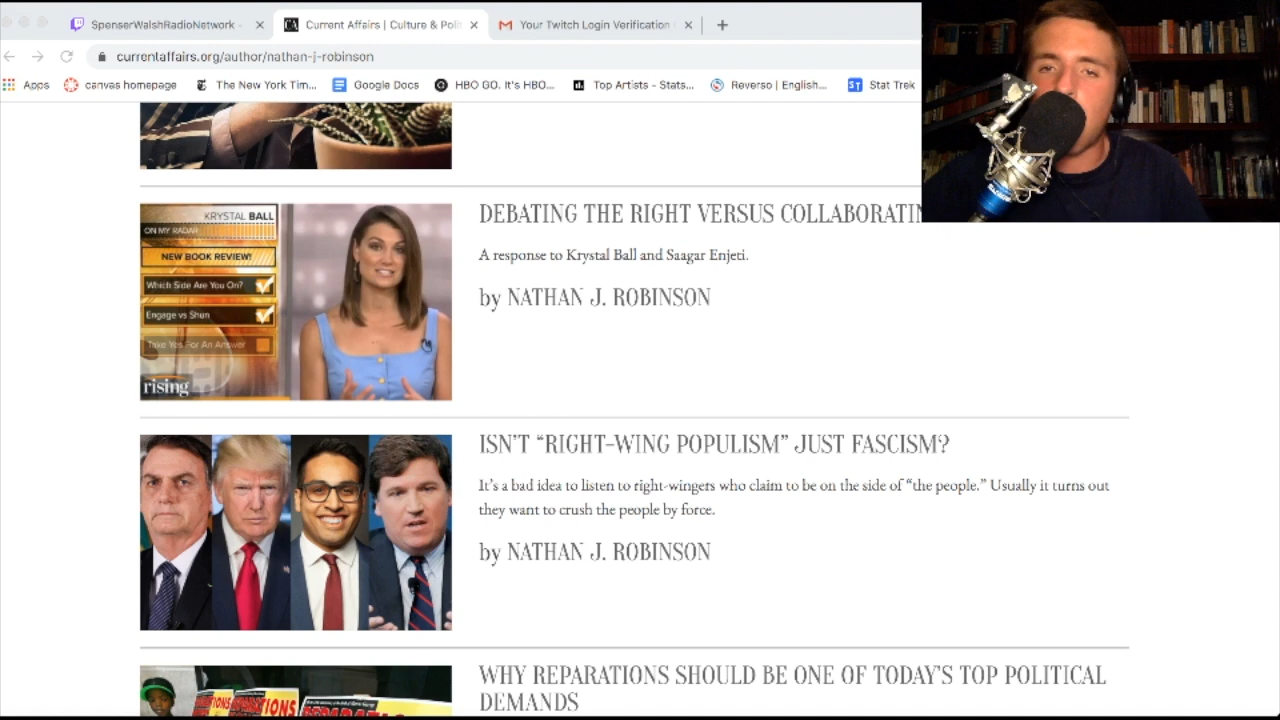 SpenserWalshRadioNetwork -
Current Affairs | Culture & Poli
Your Twitch Login Verification
currentaffairs.org/author/nathan-j-robinson
Apps
canvas homepage
The New York Tim...
Google Docs
HBO GO. It's HBO...
Top Artists - Stats...
Reverso | English...
ST
Stat Trek
KRYSTAL BALL
ON MY RADAR
NEW BOOK REVIEW!
Which Side Are You On?
Engage vs Shun
Take Yes For An Answer
rising
DEBATING THE RIGHT VERSUS COLLABORATIN
A response to Krystal Ball and Saagar Enjeti.
by NATHAN J. ROBINSON
ISN'T “RIGHT-WING POPULISM” JUST FASCISM?
It's a bad idea to listen to right-wingers who claim to be on the side of “the people.” Usually it turns out
they want to crush the people by force.
by NATHAN J. ROBINSON
WHY REPARATIONS SHOULD BE ONE OF TODAY'S TOP POLITICAL
DEMANDS